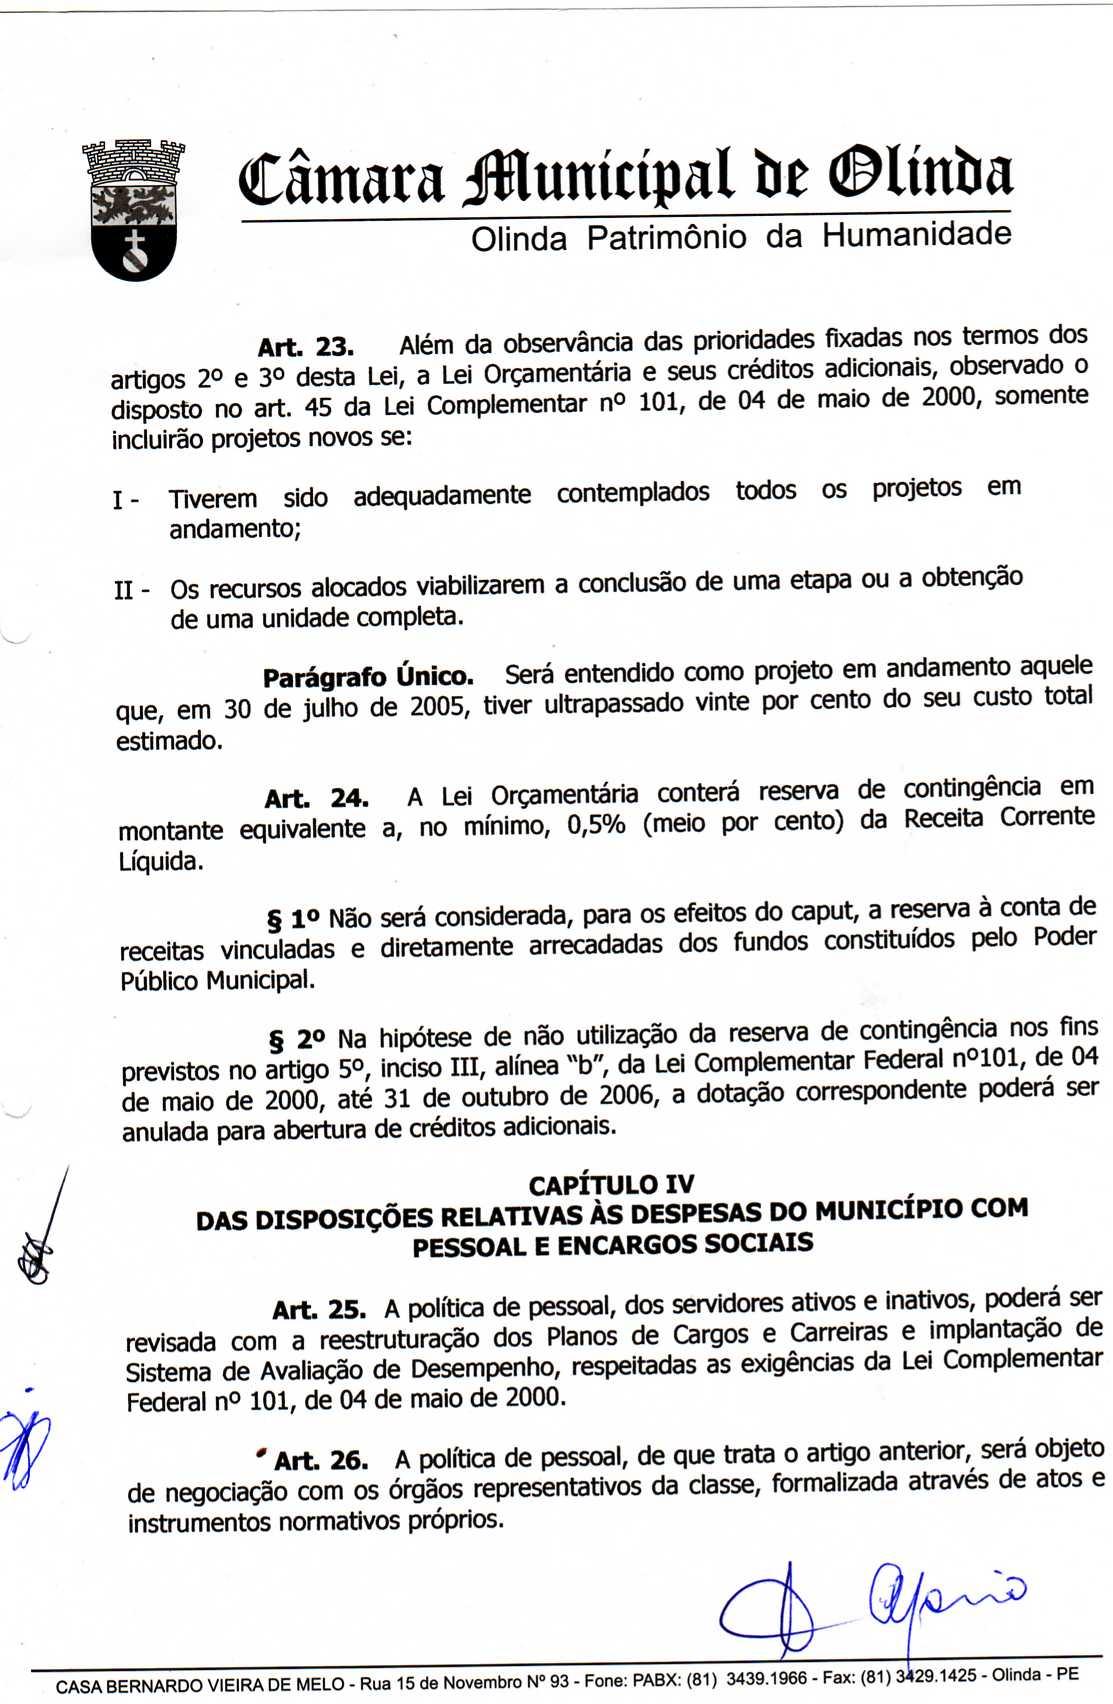 Câmara Municipal de Olinda
Olinda Patrimônio da Humanidade
Art. 23. Além da observância das prioridades fixadas nos termos dos
artigos 2º e 3º desta Lei, a Lei Orçamentária e seus créditos adicionais, observado o
disposto no art. 45 da Lei Complementar nº 101, de 04 de maio de 2000, somente
incluirão projetos novos se:
I - Tiverem sido adequadamente contemplados todos os projetos em
andamento;
II - Os recursos alocados viabilizarem a conclusão de uma etapa ou a obtenção
de uma unidade completa.
Parágrafo Único. Será entendido como projeto em andamento aquele
que, em 30 de julho de 2005, tiver ultrapassado vinte por cento do seu custo total
estimado.
Art. 24. A Lei Orçamentária conterá reserva de contingência em
montante equivalente a, no mínimo, 0,5% (meio por cento) da Receita Corrente
Líquida.
§ 1º Não será considerada, para os efeitos do caput, a reserva à conta de
receitas vinculadas e diretamente arrecadadas dos fundos constituídos pelo Poder
Público Municipal.
§ 2º Na hipótese de não utilização da reserva de contingência nos fins
previstos no artigo 5º, inciso III, alínea “b”, da Lei Complementar Federal nº101, de 04
de maio de 2000, até 31 de outubro de 2006, a dotação correspondente poderá ser
anulada para abertura de créditos adicionais.
CAPÍTULO IV
DAS DISPOSIÇÕES RELATIVAS ÀS DESPESAS DO MUNICÍPIO COM
PESSOAL E ENCARGOS SOCIAIS
Art. 25. A política de pessoal, dos servidores ativos e inativos, poderá ser
revisada com a reestruturação dos Planos de Cargos e Carreiras e implantação de
Sistema de Avaliação de Desempenho, respeitadas as exigências da Lei Complementar
Federal nº 101, de 04 de maio de 2000.
Art. 26. A política de pessoal, de que trata o artigo anterior, será objeto
de negociação com os órgãos representativos da classe, formalizada através de atos e
instrumentos normativos próprios.
CASA BERNARDO VIEIRA DE MELO - Rua 15 de Novembro Nº 93 - Fone: PABX: (81) 3439.1966 - Fax: (81) 3429.1425 - Olinda - PE